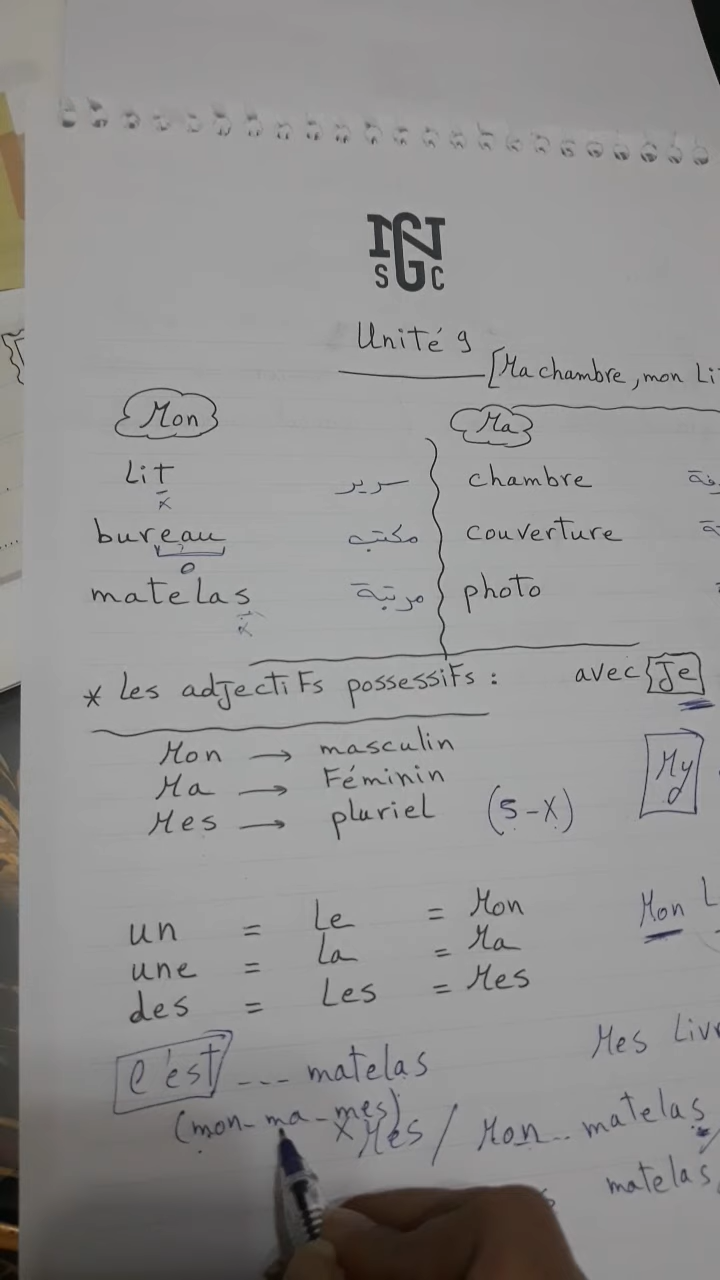 INGT
S C
Unité 9
[Ma chambre, mon Li
Mon Ma
Lit سرير chambre
x
bureau مكتب couverture
o
matelas مرتبة photo
x
* Les adjectifs possessifs : avec Je
Mon → masculin
Ma → Féminin My
Mes → pluriel (S-X)
un = Le = Mon Mon L
une = La = Ma
des = Les = Mes
c'est --- matelas Mes Livr
(mon-ma-mes)
x Mes / Mon.. matelas
matelas